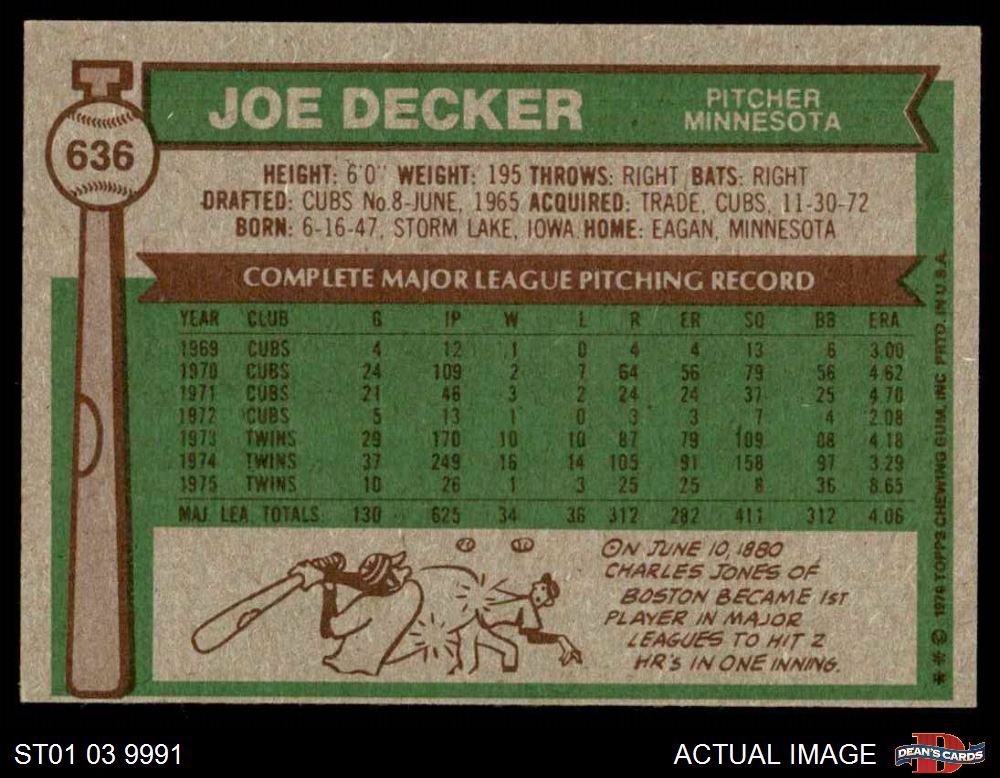 636
JOE DECKER
PITCHER
MINNESOTA
HEIGHT: 6'0" WEIGHT: 195 THROWS: RIGHT BATS: RIGHT
DRAFTED: CUBS No.8-JUNE, 1965 ACQUIRED: TRADE, CUBS, 11-30-72
BORN: 6-16-47, STORM LAKE, IOWA HOME: EAGAN, MINNESOTA
COMPLETE MAJOR LEAGUE PITCHING RECORD
YEAR CLUB G IP W L R ER SO BB ERA
1969 CUBS 4 12 1 0 4 4 13 6 3.00
1970 CUBS 24 109 2 7 64 56 79 56 4.62
1971 CUBS 21 46 3 2 24 24 37 25 4.70
1972 CUBS 5 13 1 0 3 3 7 4 2.08
1973 TWINS 29 170 10 10 87 79 109 88 4.18
1974 TWINS 37 249 16 14 105 91 158 97 3.29
1975 TWINS 10 26 1 3 25 25 8 36 8.65
MAJ. LEA. TOTALS 130 625 34 36 312 282 411 312 4.06
ON JUNE 10, 1880
CHARLES JONES OF
BOSTON BECAME 1ST
PLAYER IN MAJOR
LEAGUES TO HIT 2
HR'S IN ONE INNING.
** © 1976 TOPPS CHEWING GUM, INC. PRTD. IN U.S.A.
ST01 03 9991
ACTUAL IMAGE
DEAN'S CARDS